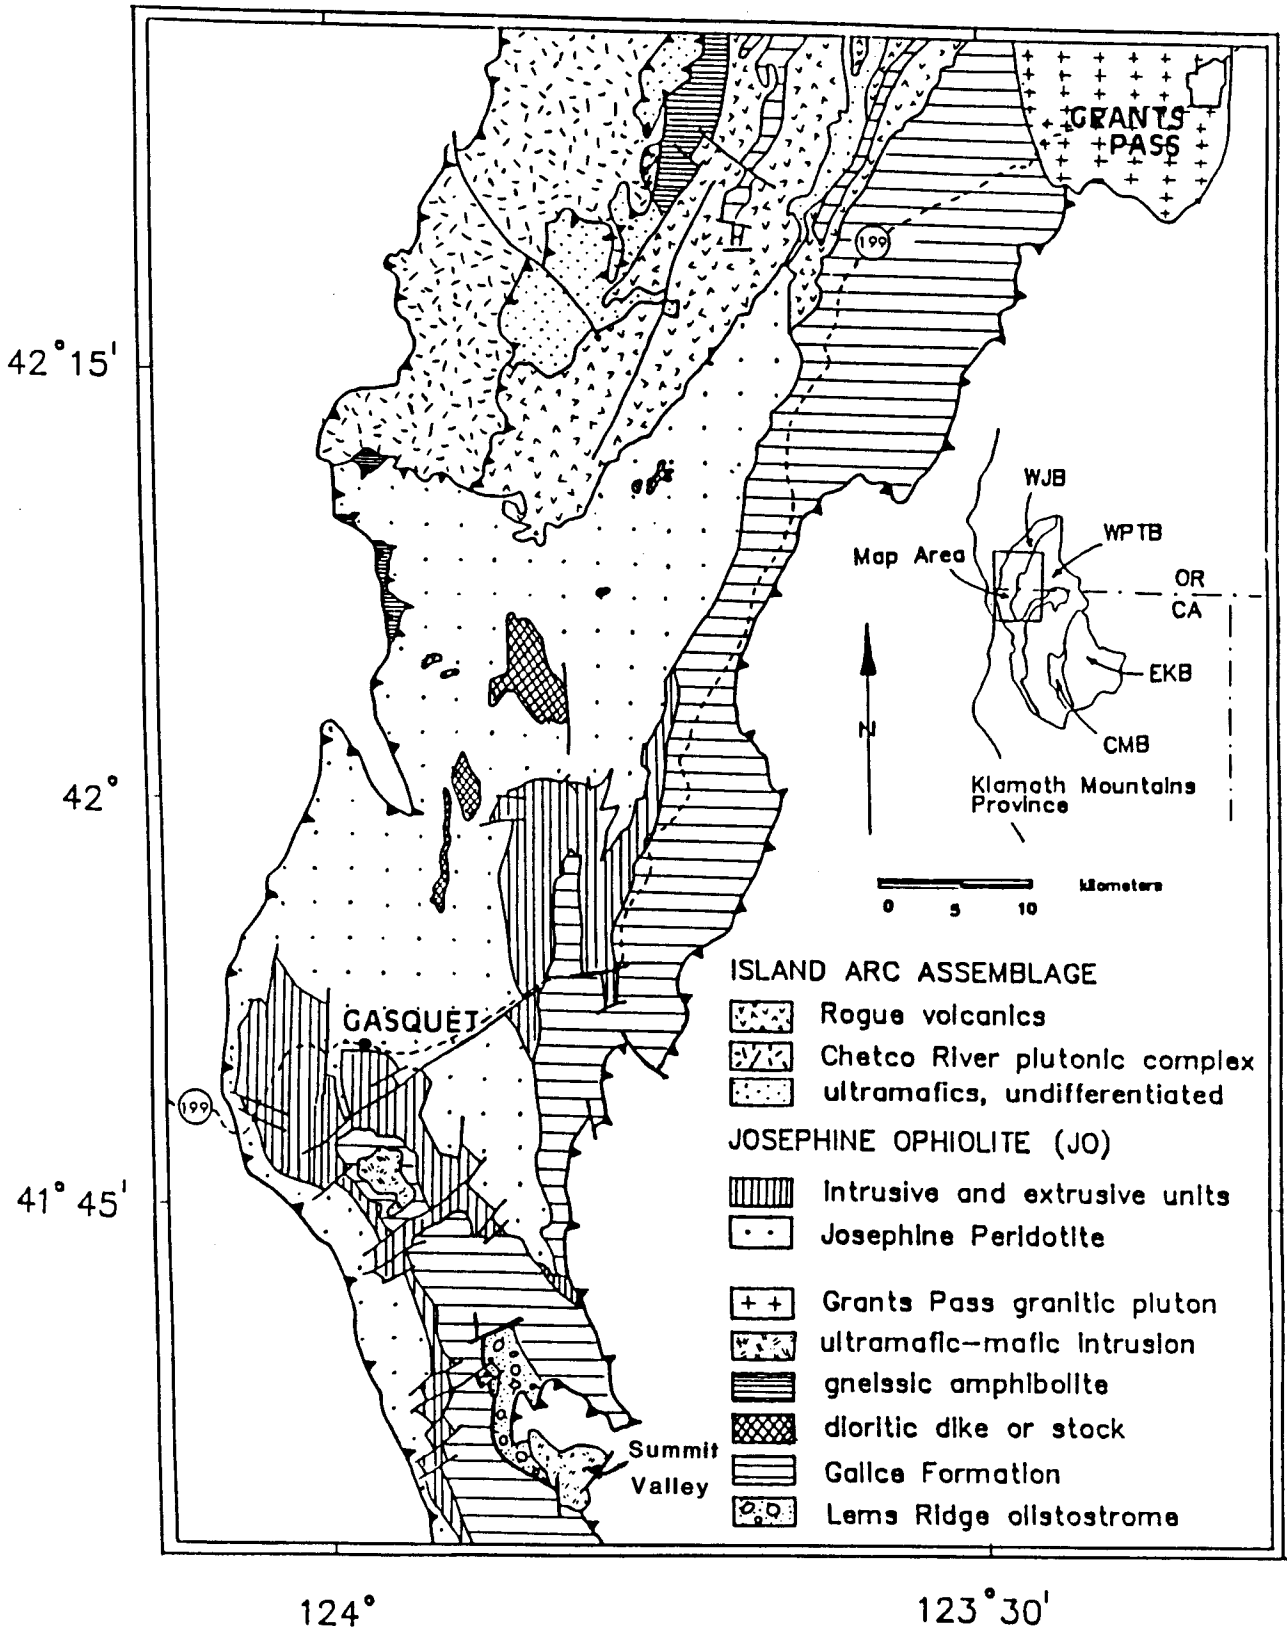 GRANTS
PASS
199
42°15'
WJB
WPTB
Map Area
OR
CA
EKB
N
CMB
42°
Klamath Mountains
Province
kilometers
0 5 10
ISLAND ARC ASSEMBLAGE
Rogue volcanics
GASQUET
Chetco River plutonic complex
ultramafics, undifferentiated
199
JOSEPHINE OPHIOLITE (JO)
41°45'
intrusive and extrusive units
Josephine Peridotite
Grants Pass granitic pluton
ultramafic-mafic intrusion
gneissic amphibolite
dioritic dike or stock
Summit
Valley
Galice Formation
Lems Ridge olistostrome
124°
123°30'